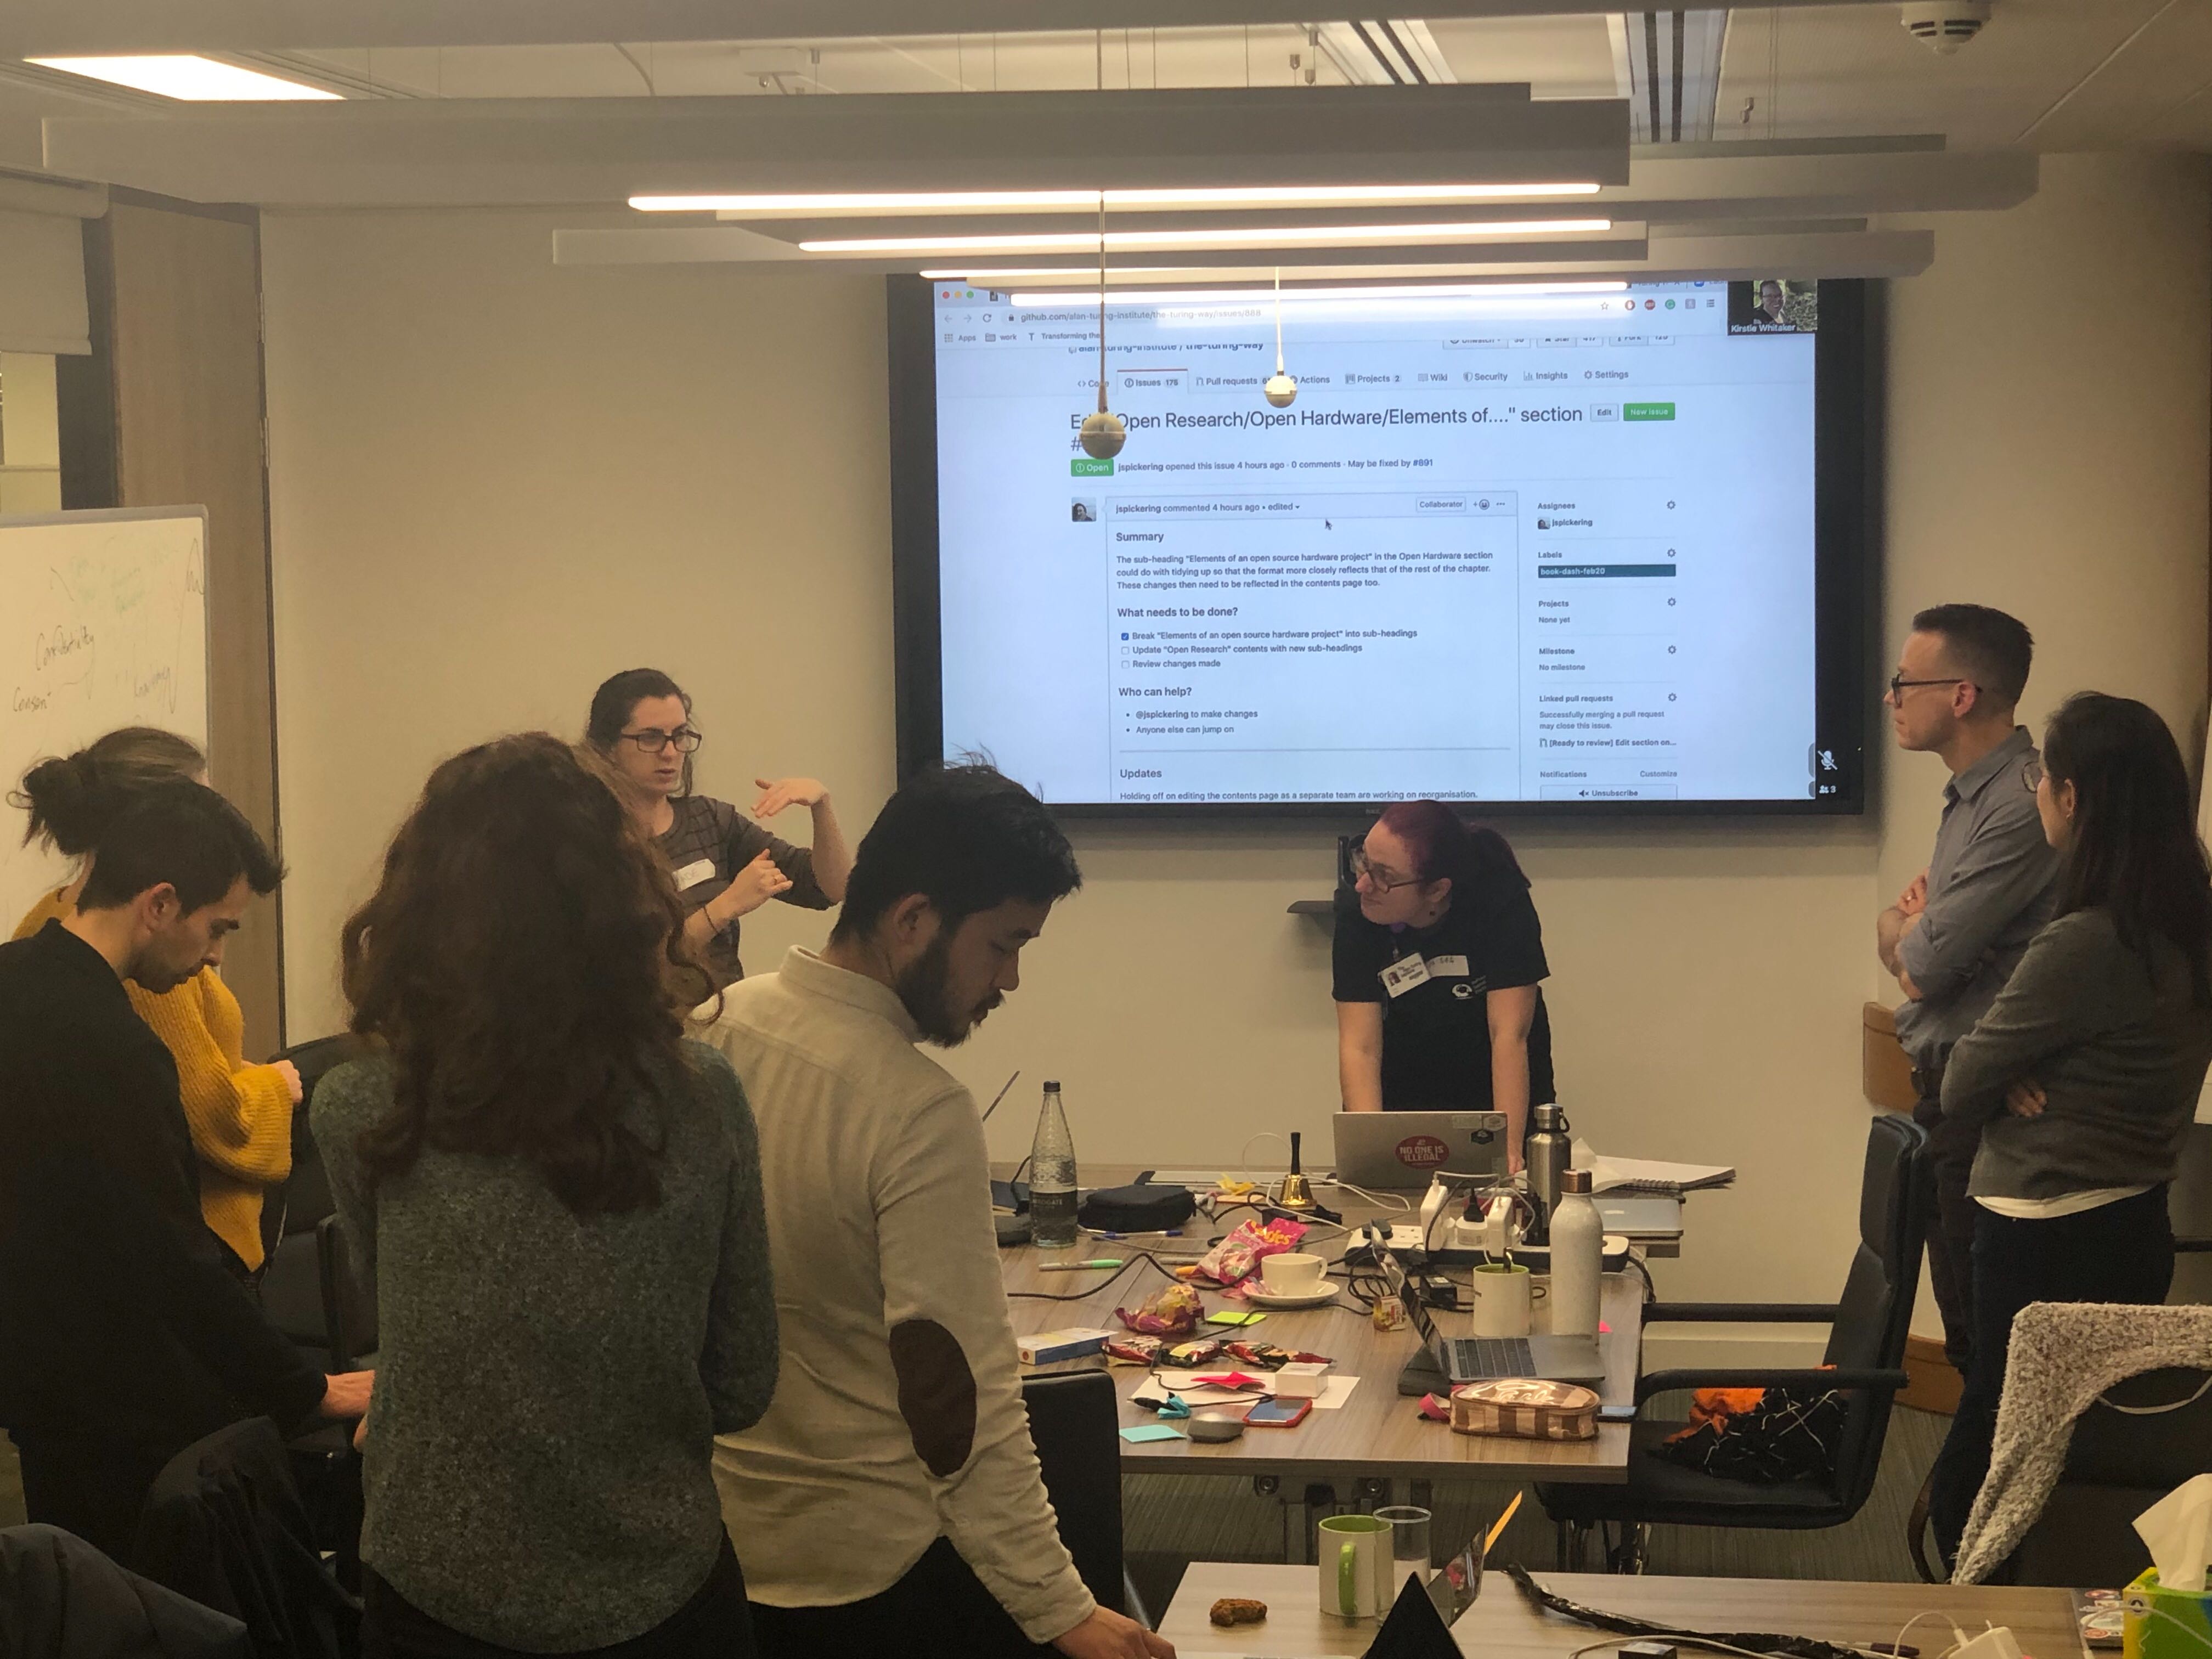 github.com/alan-turing-institute/the-turing-way/issues/888
Kirstie Whitaker
Apps work Transforming the
alan-turing-institute / the-turing-way
Issues 175 Pull requests Actions Projects 2 Wiki Security Insights Settings
Open Research/Open Hardware/Elements of...." section Edit New issue
#
Open jspickering opened this issue 4 hours ago · 0 comments · May be fixed by #891
jspickering commented 4 hours ago • edited Collaborator
Summary
The sub-heading "Elements of an open source hardware project" in the Open Hardware section
could do with tidying up so that the format more closely reflects that of the rest of the chapter.
These changes then need to be reflected in the contents page too.
What needs to be done?
Break "Elements of an open source hardware project" into sub-headings
Update "Open Research" contents with new sub-headings
Review changes made
Who can help?
• @jspickering to make changes
• Anyone else can jump on
Updates
Holding off on editing the contents page as a separate team are working on reorganisation.
Assignees
jspickering
Labels
book-dash-feb20
Projects
None yet
Milestone
No milestone
Linked pull requests
Successfully merging a pull request
may close this issue.
[Ready to review] Edit section on...
Notifications Customize
Unsubscribe
3
Consent
NO ONE IS
ILLEGAL